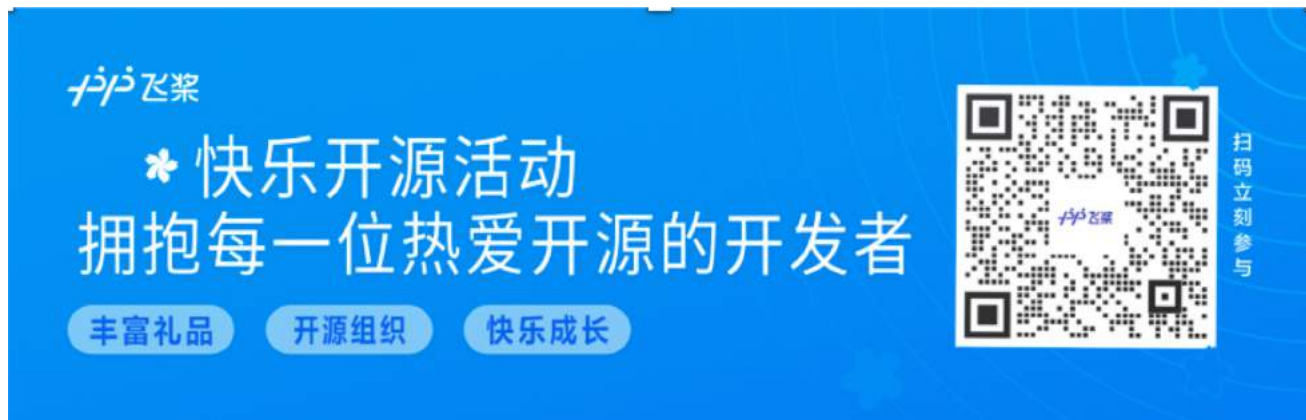 飞桨
快乐开源活动
拥抱每一位热爱开源的开发者
丰富礼品
开源组织
快乐成长
飞桨
扫码立刻参与